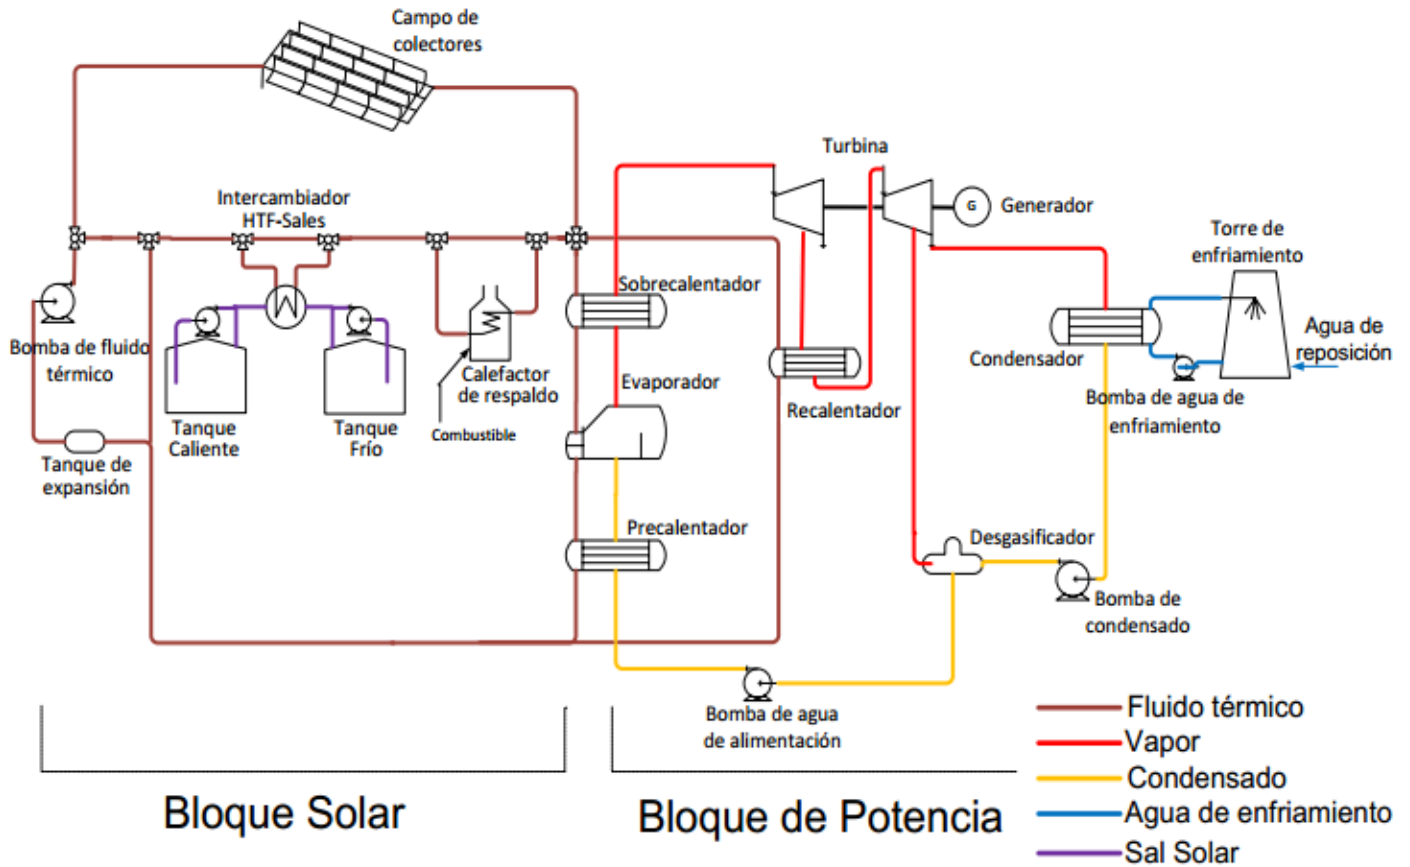 Campo de
colectores
Turbina
Intercambiador
HTF-Sales
G
Generador
Torre de
enfriamiento
Sobrecalentador
Bomba de fluido
térmico
Condensador
Agua de
reposición
Calefactor
de respaldo
Evaporador
Recalentador
Bomba de agua de
enfriamiento
Tanque
Caliente
Tanque
Frío
Combustible
Tanque de
expansión
Precalentador
Desgasificador
Bomba de
condensado
Bomba de agua
de alimentación
Fluido térmico
Vapor
Condensado
Agua de enfriamiento
Sal Solar
Bloque Solar
Bloque de Potencia